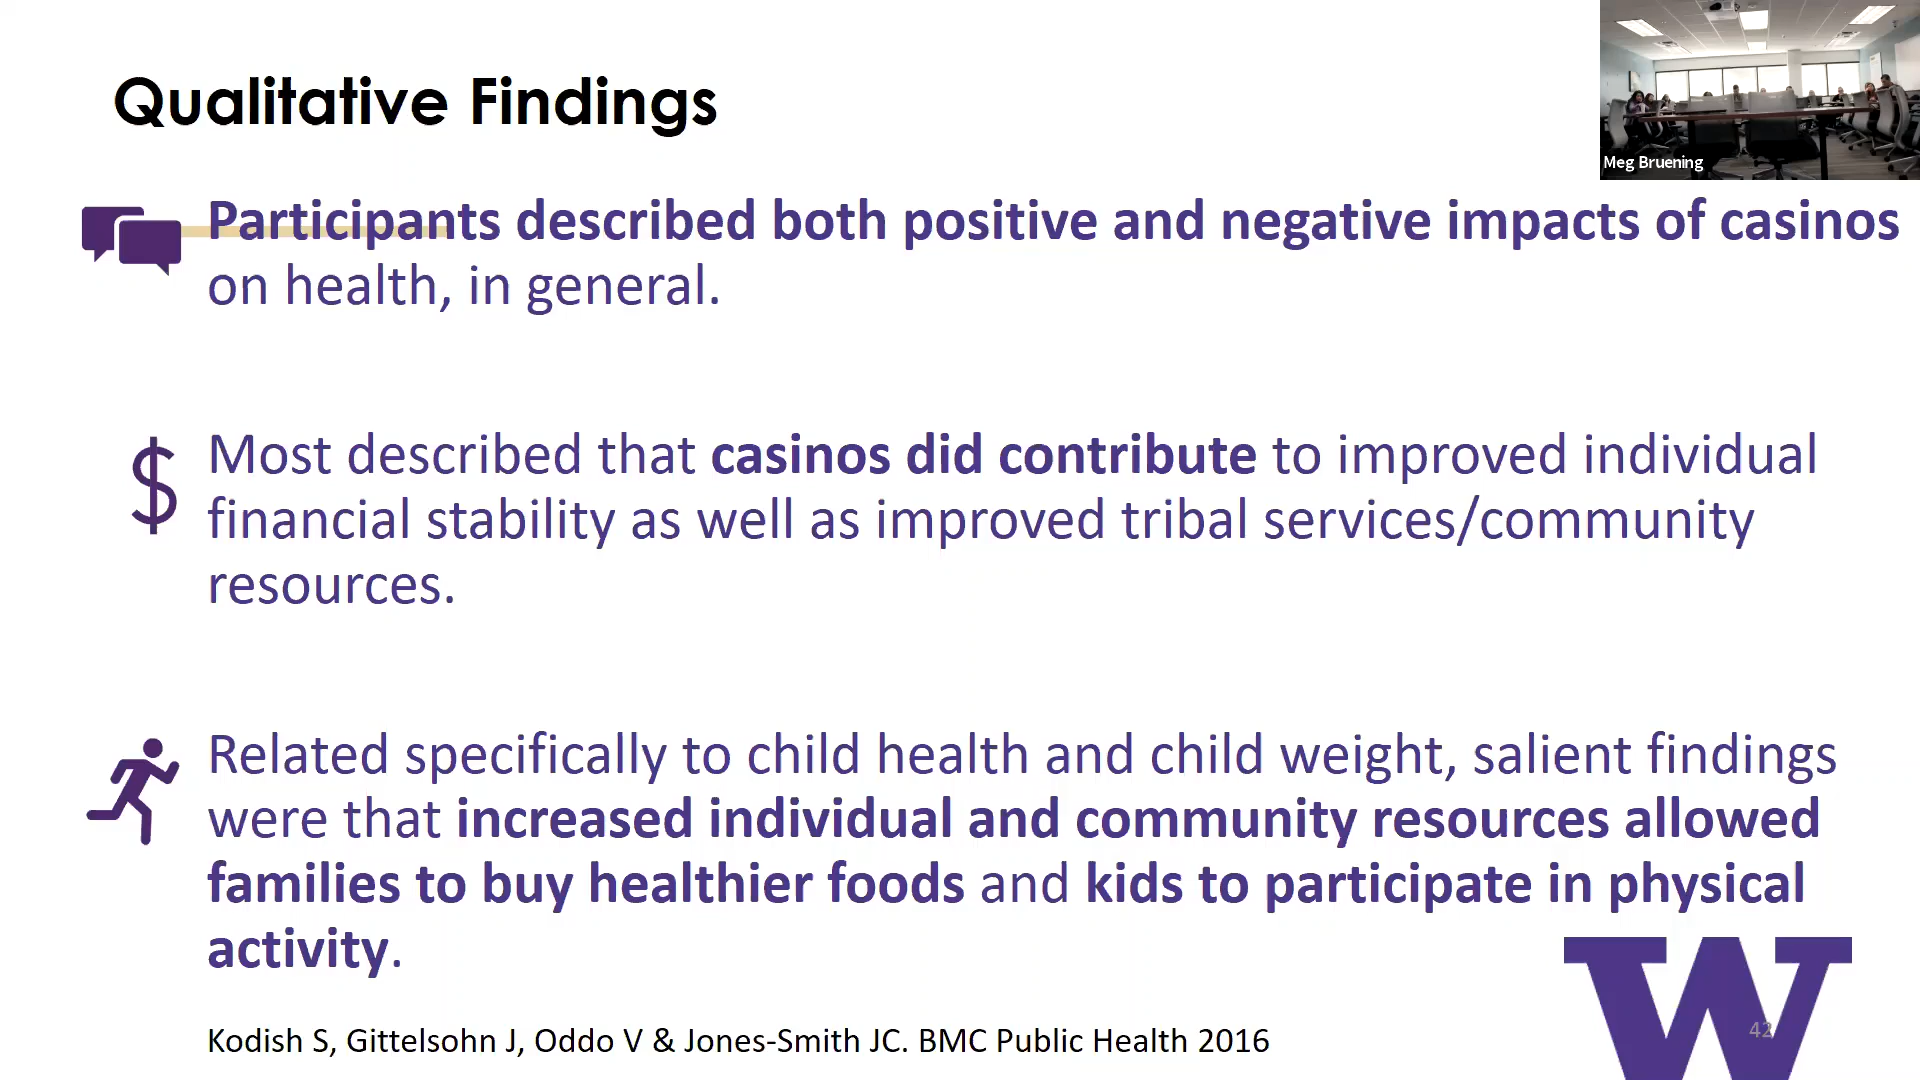 Qualitative Findings
Meg Bruening
Participants described both positive and negative impacts of casinos
on health, in general.
$
Most described that casinos did contribute to improved individual
financial stability as well as improved tribal services/community
resources.
Related specifically to child health and child weight, salient findings
were that increased individual and community resources allowed
families to buy healthier foods and kids to participate in physical
activity.
W
42
Kodish S, Gittelsohn J, Oddo V & Jones-Smith JC. BMC Public Health 2016